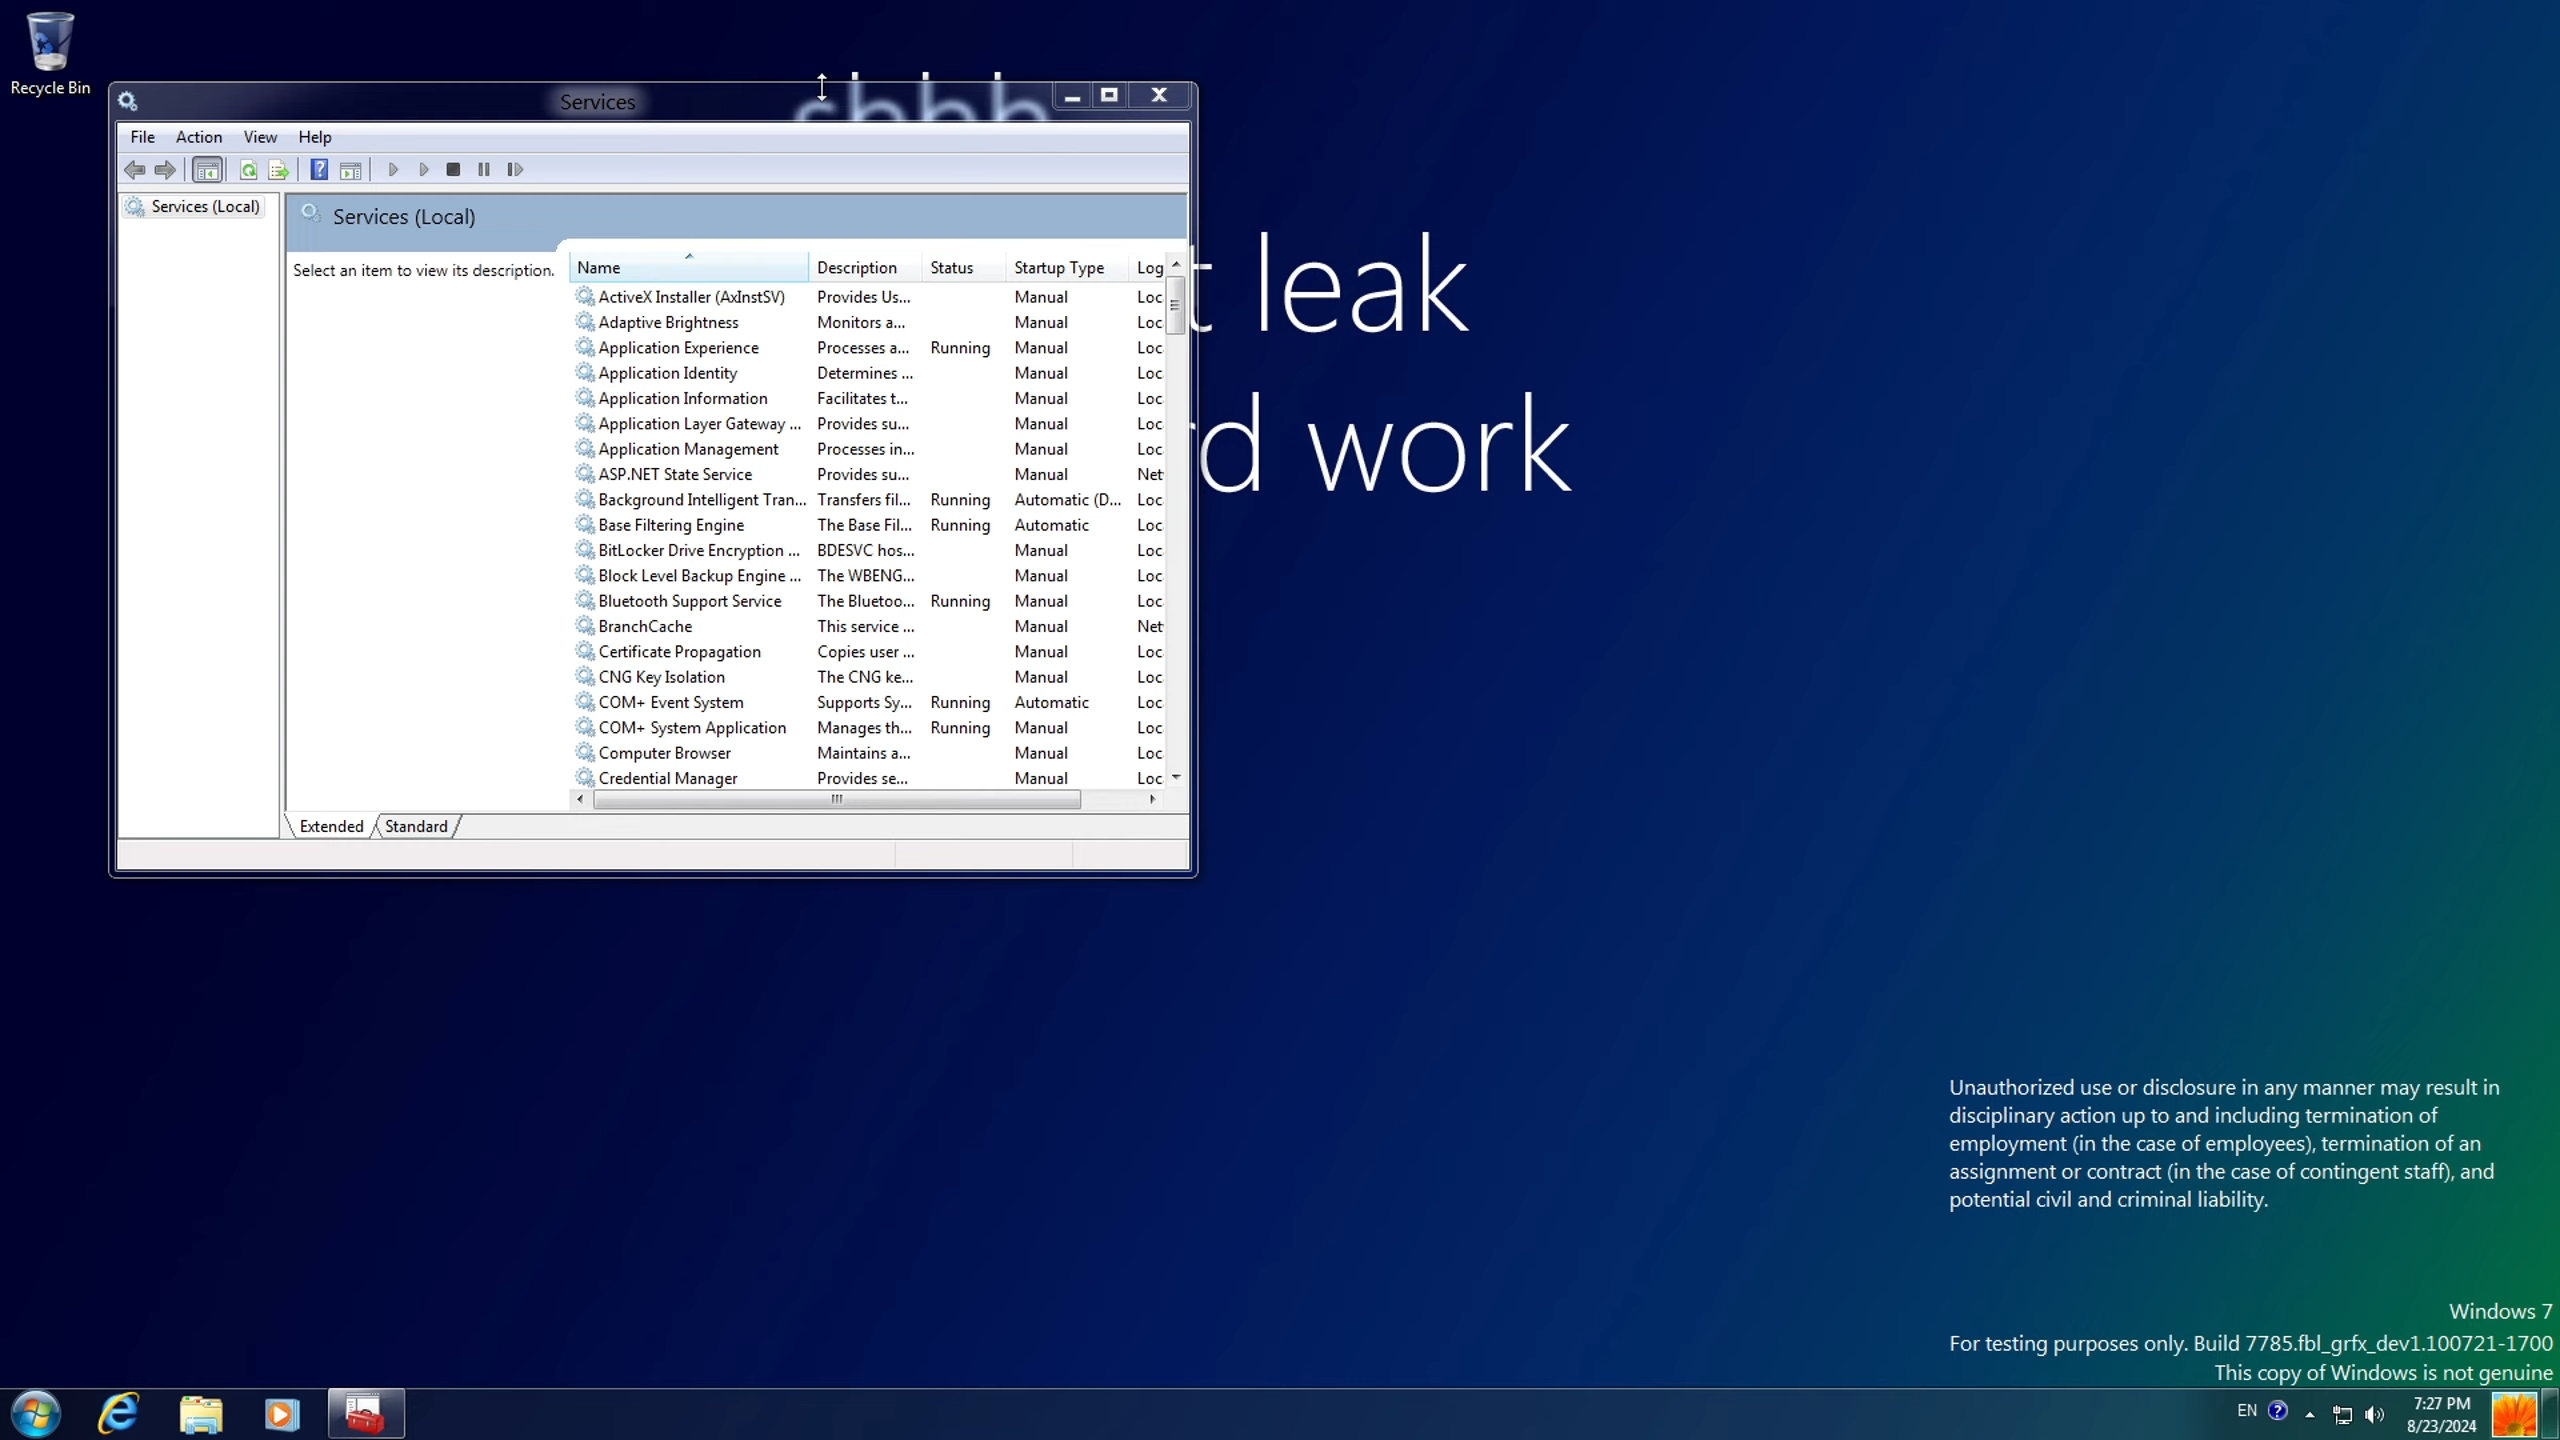 Recycle Bin
Services
File Action View Help
Services (Local)
Services (Local)
Select an item to view its description.
Name Description Status Startup Type Log
ActiveX Installer (AxInstSV) Provides Us... Manual Loc
Adaptive Brightness Monitors a... Manual Loc
Application Experience Processes a... Running Manual Loc
Application Identity Determines ... Manual Loc
Application Information Facilitates t... Manual Loc
Application Layer Gateway ... Provides su... Manual Loc
Application Management Processes in... Manual Loc
ASP.NET State Service Provides su... Manual Net
Background Intelligent Tran... Transfers fil... Running Automatic (D... Loc
Base Filtering Engine The Base Fil... Running Automatic Loc
BitLocker Drive Encryption ... BDESVC hos... Manual Loc
Block Level Backup Engine ... The WBENG... Manual Loc
Bluetooth Support Service The Bluetoo... Running Manual Loc
BranchCache This service ... Manual Net
Certificate Propagation Copies user ... Manual Loc
CNG Key Isolation The CNG ke... Manual Loc
COM+ Event System Supports Sy... Running Automatic Loc
COM+ System Application Manages th... Running Manual Loc
Computer Browser Maintains a... Manual Loc
Credential Manager Provides se... Manual Loc
Extended Standard
t leak
rd work
Unauthorized use or disclosure in any manner may result in
disciplinary action up to and including termination of
employment (in the case of employees), termination of an
assignment or contract (in the case of contingent staff), and
potential civil and criminal liability.
Windows 7
For testing purposes only. Build 7785.fbl_grfx_dev1.100721-1700
This copy of Windows is not genuine
EN
7:27 PM
8/23/2024